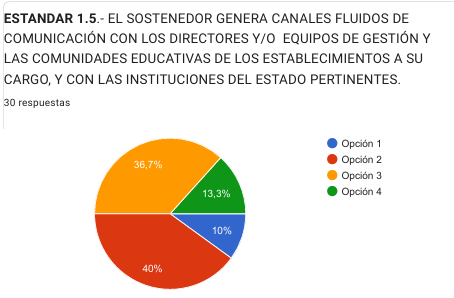 ESTANDAR 1.5.- EL SOSTENEDOR GENERA CANALES FLUIDOS DE
COMUNICACIÓN CON LOS DIRECTORES Y/O EQUIPOS DE GESTIÓN Y
LAS COMUNIDADES EDUCATIVAS DE LOS ESTABLECIMIENTOS A SU
CARGO, Y CON LAS INSTITUCIONES DEL ESTADO PERTINENTES.
30 respuestas
Opción 1
Opción 2
Opción 3
Opción 4
36,7%
13,3%
10%
40%